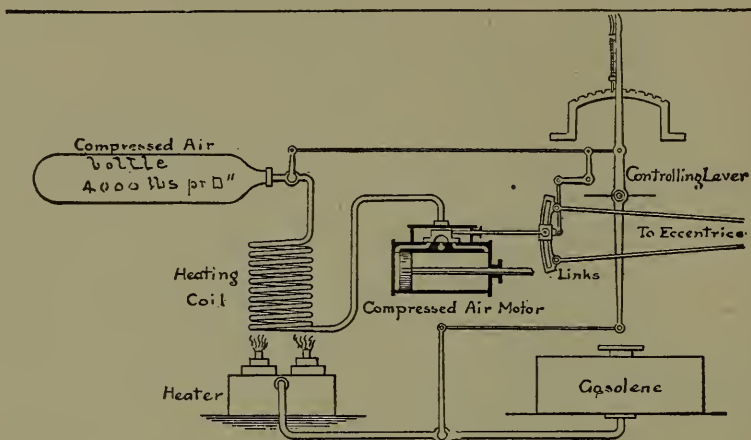 Compressed Air
bottle
4000 lbs pr □"
Controlling Lever
To Eccentrics
Heating
Coil
Links
Compressed Air Motor
Heater
Gasolene